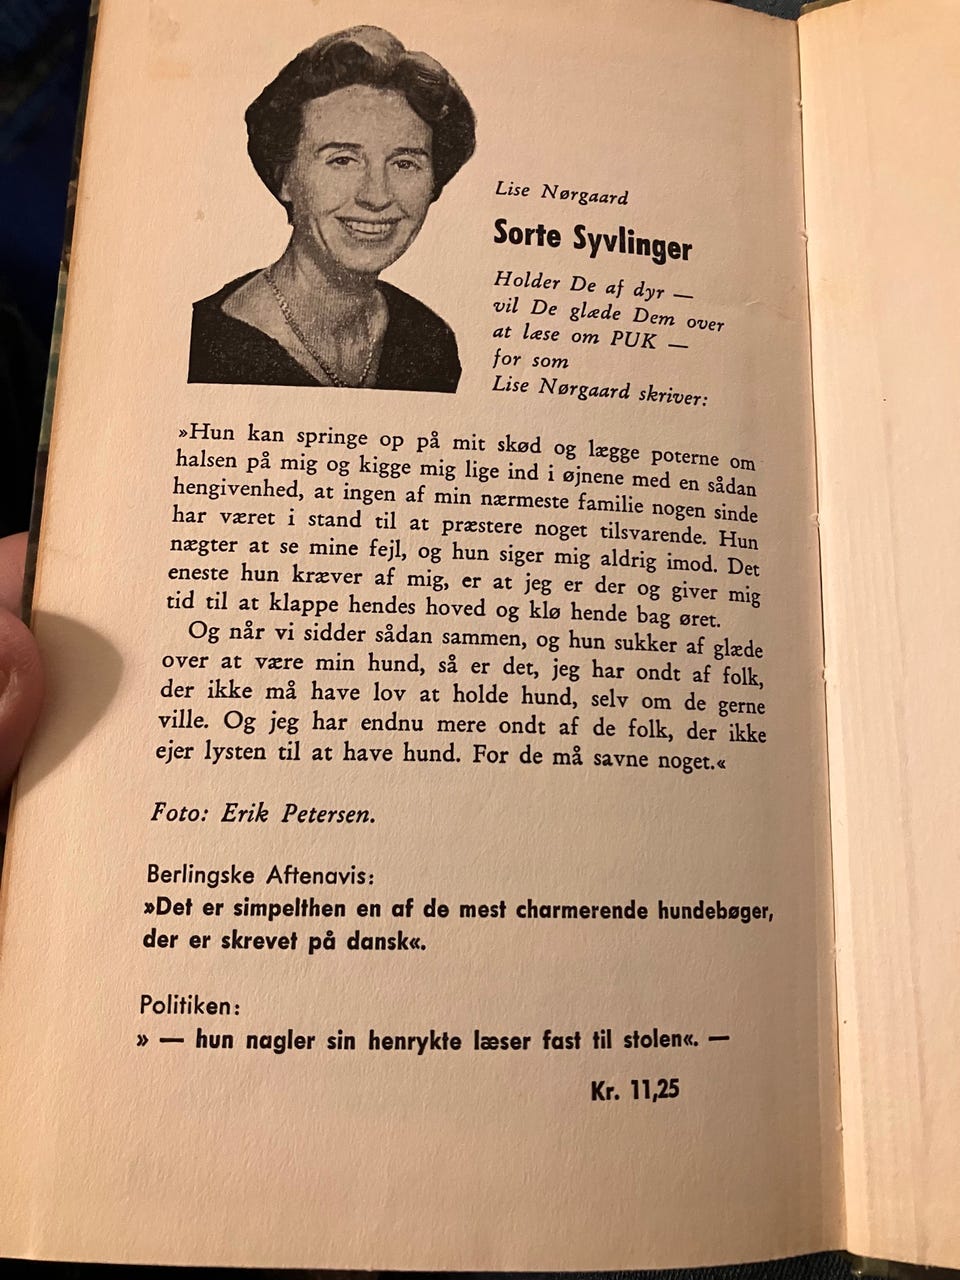 Lise Nørgaard
Sorte Syvlinger
Holder De af dyr —
vil De glæde Dem over
at læse om PUK —
for som
Lise Nørgaard skriver:
»Hun kan springe op på mit skød og lægge poterne om
halsen på mig og kigge mig lige ind i øjnene med en sådan
hengivenhed, at ingen af min nærmeste familie nogen sinde
har været i stand til at præstere noget tilsvarende. Hun
nægter at se mine fejl, og hun siger mig aldrig imod. Det
eneste hun kræver af mig, er at jeg er der og giver mig
tid til at klappe hendes hoved og klø hende bag øret.
Og når vi sidder sådan sammen, og hun sukker af glæde
over at være min hund, så er det, jeg har ondt af folk,
der ikke må have lov at holde hund, selv om de gerne
ville. Og jeg har endnu mere ondt af de folk, der ikke
ejer lysten til at have hund. For de må savne noget.«
Foto: Erik Petersen.
Berlingske Aftenavis:
»Det er simpelthen en af de mest charmerende hundebøger,
der er skrevet på dansk«.
Politiken:
» — hun nagler sin henrykte læser fast til stolen«. —
Kr. 11,25